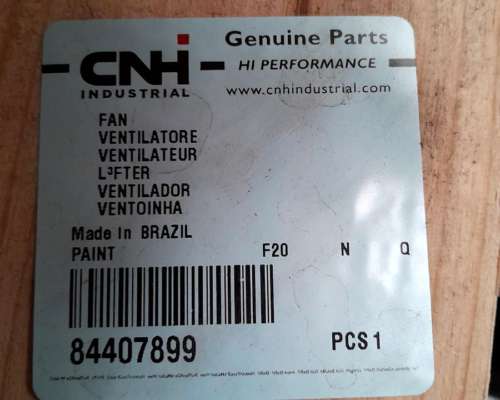 CNH
INDUSTRIAL
Genuine Parts
HI PERFORMANCE
www.cnhindustrial.com
FAN
VENTILATORE
VENTILATEUR
L³FTER
VENTILADOR
VENTOINHA
Made In BRAZIL
PAINT F20 N Q
84407899 PCS 1